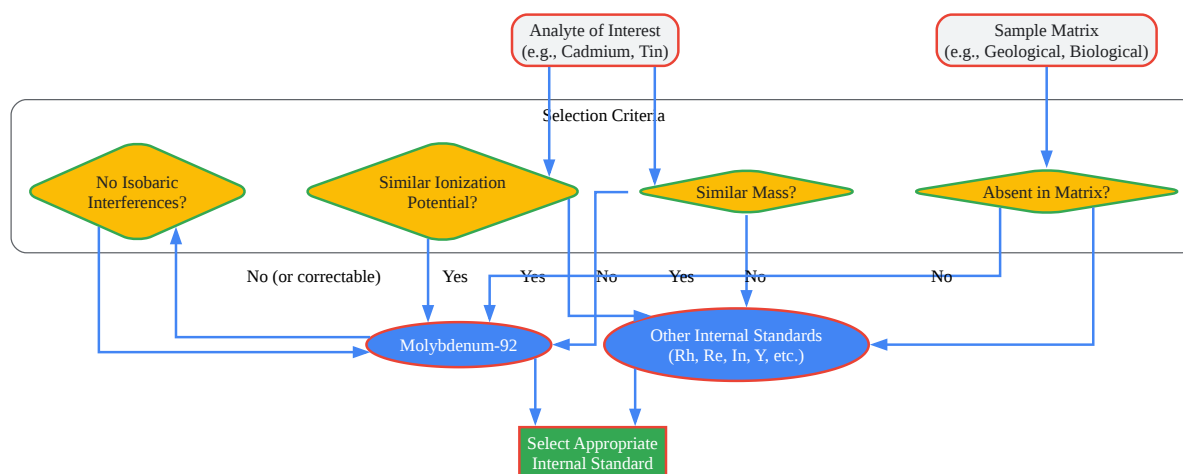 Analyte of Interest
(e.g., Cadmium, Tin)
Sample Matrix
(e.g., Geological, Biological)
Selection Criteria
No Isobaric
Interferences?
Similar Ionization
Potential?
Similar Mass?
Absent in Matrix?
No (or correctable)
Yes
Yes
No
Yes
No
No
Molybdenum-92
Other Internal Standards
(Rh, Re, In, Y, etc.)
Select Appropriate
Internal Standard